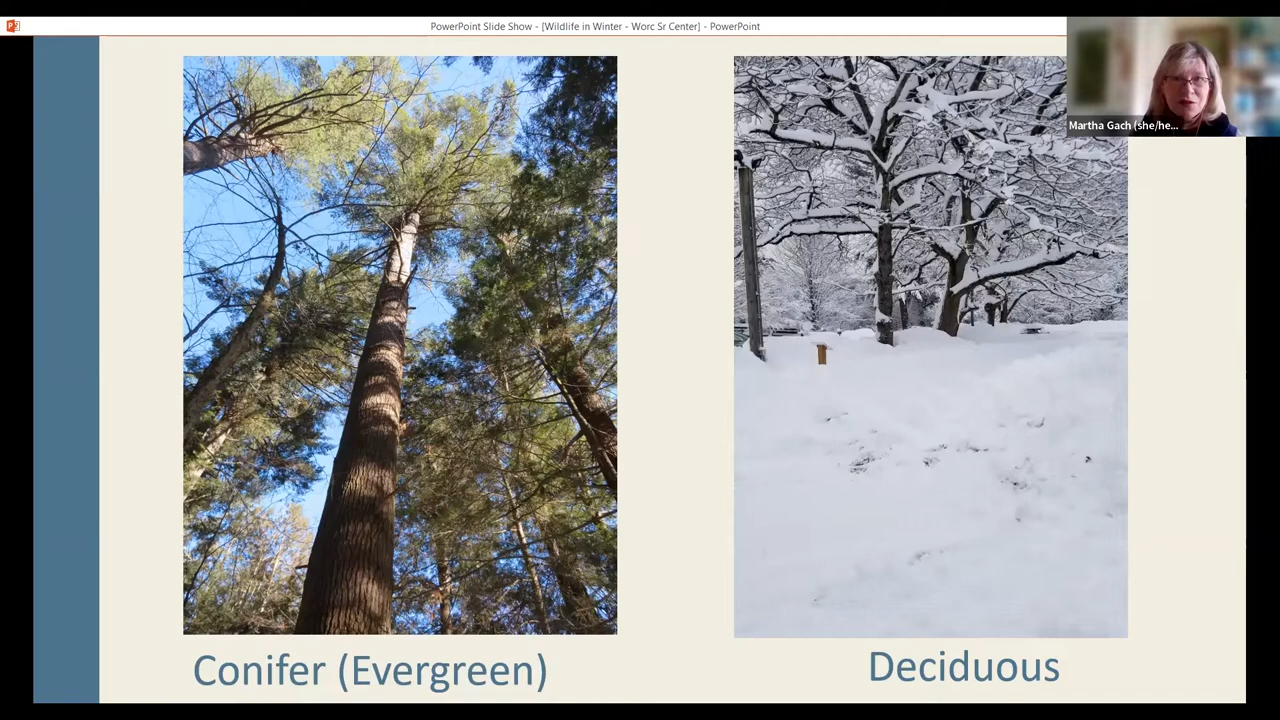 PowerPoint Slide Show - [Wildlife in Winter - Worc Sr Center] - PowerPoint
Martha Gach (she/he...
Conifer (Evergreen)
Deciduous